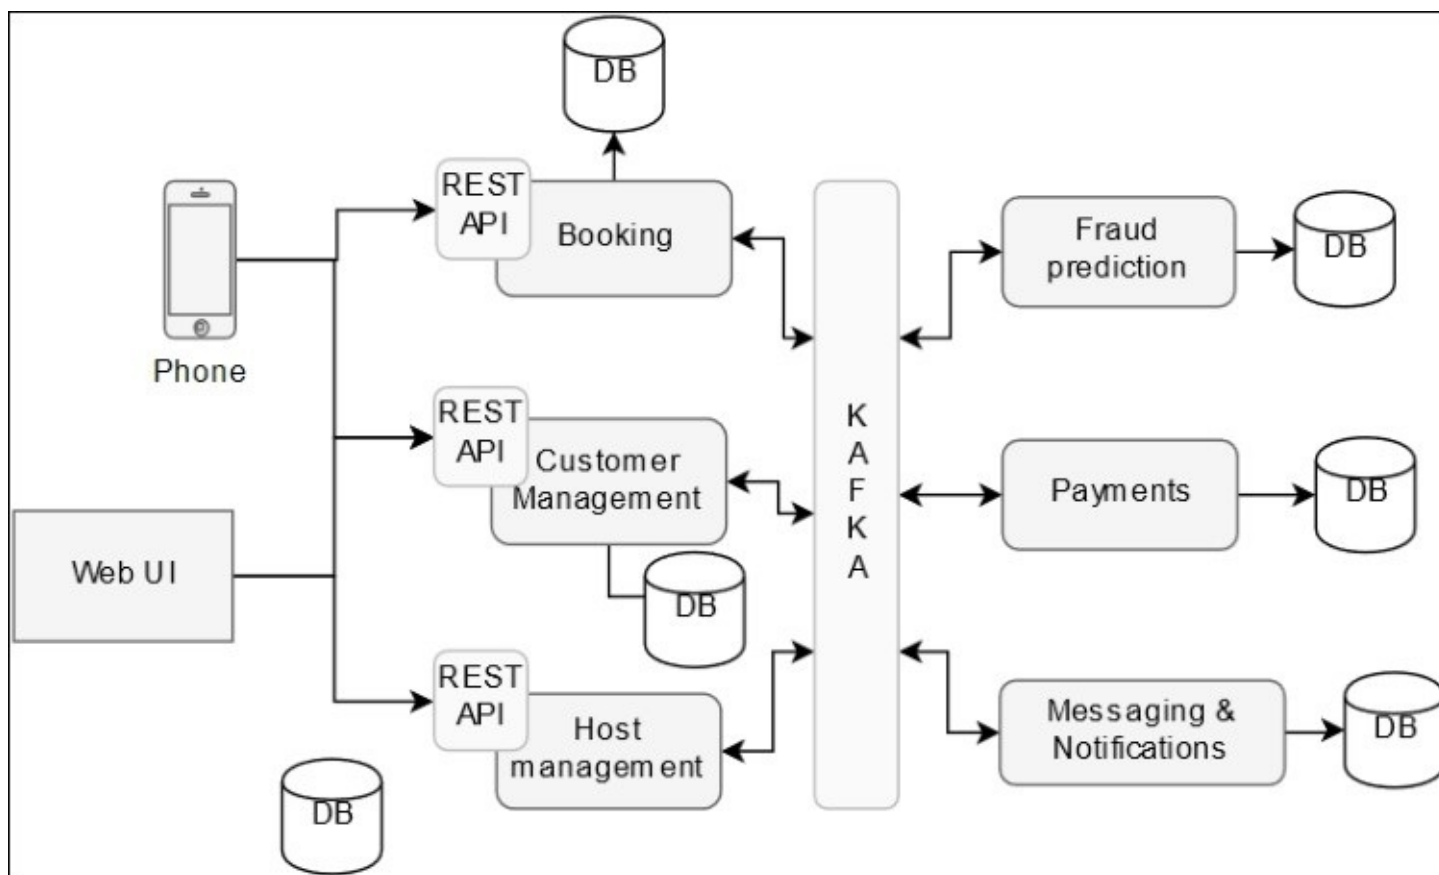 DB
REST
API
Booking
Phone
REST
API
Customer
Management
DB
Web UI
REST
API
Host
management
DB
K
A
F
K
A
Fraud
prediction
DB
Payments
DB
Messaging &
Notifications
DB